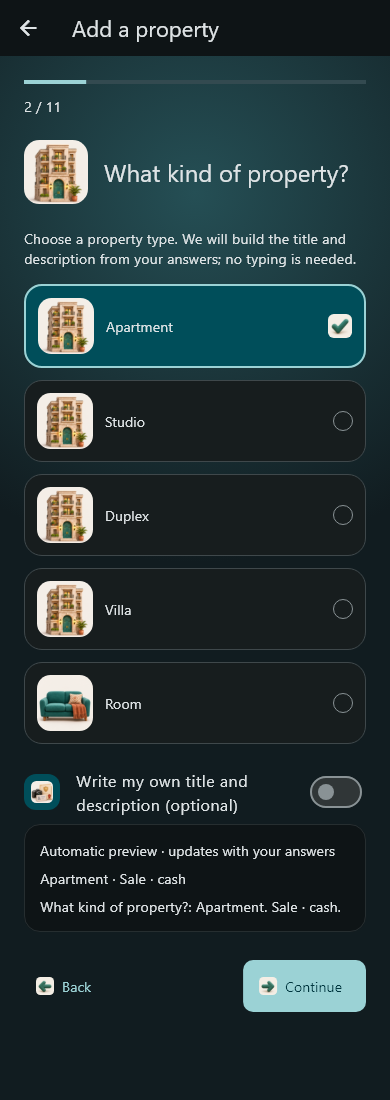 Add a property
2 / 11
What kind of property?
Choose a property type. We will build the title and
description from your answers; no typing is needed.
Apartment
Studio
Duplex
Villa
Room
Write my own title and
description (optional)
Automatic preview · updates with your answers
Apartment · Sale · cash
What kind of property?: Apartment. Sale · cash.
Back
Continue